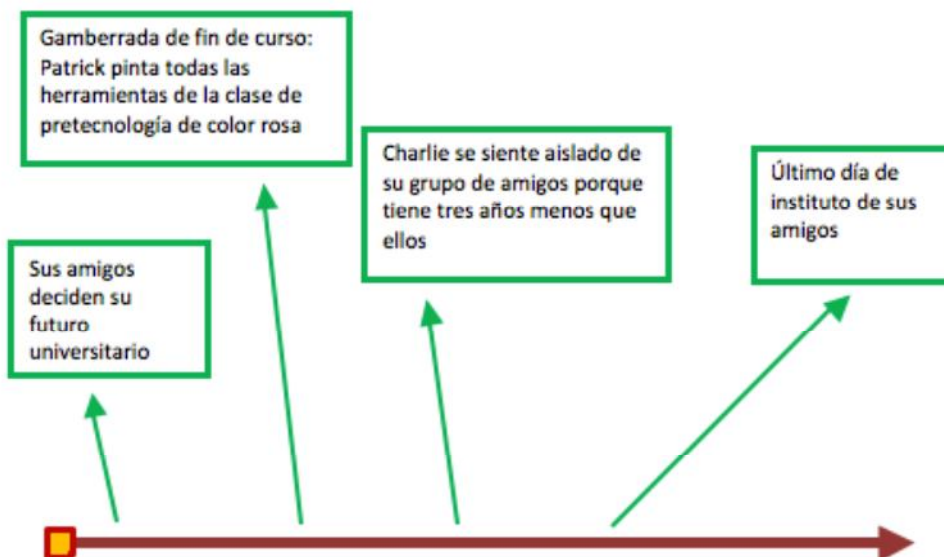 Gamberrada de fin de curso:
Patrick pinta todas las
herramientas de la clase de
pretecnología de color rosa
Charlie se siente aislado de
su grupo de amigos porque
tiene tres años menos que
ellos
Último día de
instituto de sus
amigos
Sus amigos
deciden su
futuro
universitario